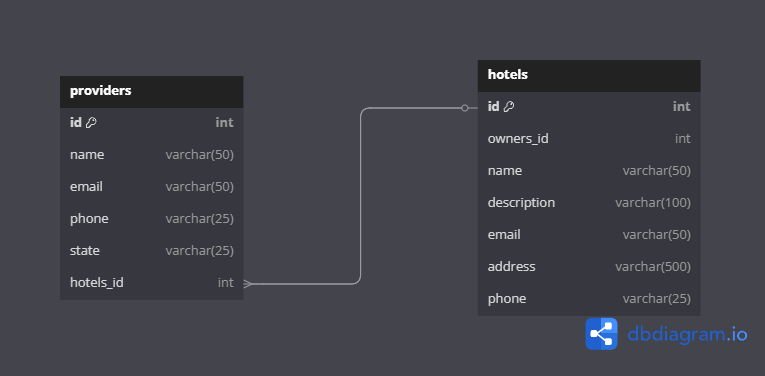 providers
id int
name varchar(50)
email varchar(50)
phone varchar(25)
state varchar(25)
hotels_id int
hotels
id int
owners_id int
name varchar(50)
description varchar(100)
email varchar(50)
address varchar(500)
phone varchar(25)
dbdiagram.io